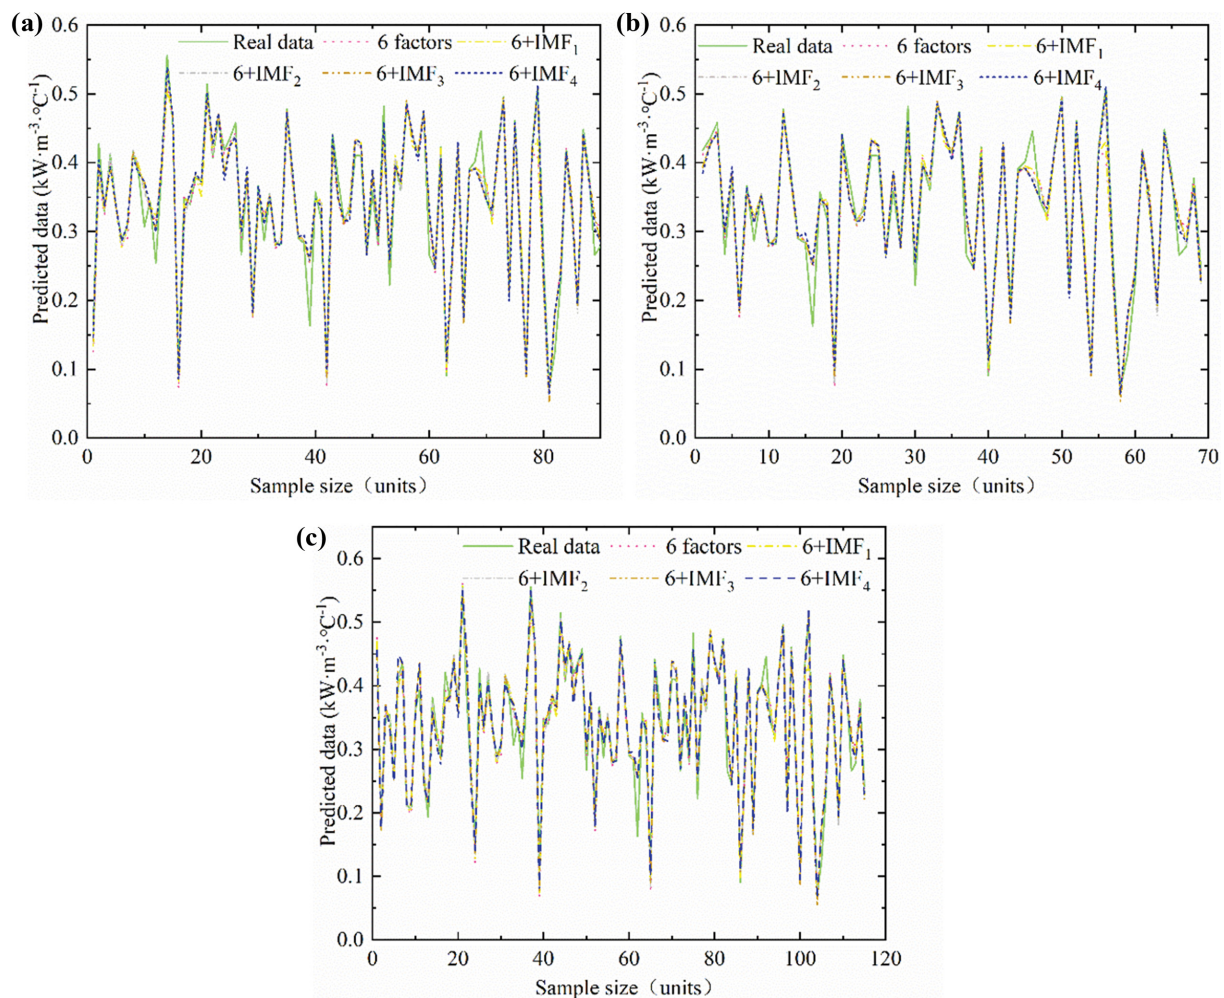 (a)
0.6
0.5
0.4
0.3
0.2
0.1
0.0
Predicted data (kW·m⁻³·°C⁻¹)
Real data 6 factors 6+IMF₁
6+IMF₂ 6+IMF₃ 6+IMF₄
0 20 40 60 80
Sample size（units）
(b)
0.6
0.5
0.4
0.3
0.2
0.1
0.0
Predicted data (kW·m⁻³·°C⁻¹)
Real data 6 factors 6+IMF₁
6+IMF₂ 6+IMF₃ 6+IMF₄
0 10 20 30 40 50 60 70
Sample size（units）
(c)
0.6
0.5
0.4
0.3
0.2
0.1
0.0
Predicted data (kW·m⁻³·°C⁻¹)
Real data 6 factors 6+IMF₁
6+IMF₂ 6+IMF₃ 6+IMF₄
0 20 40 60 80 100 120
Sample size（units）